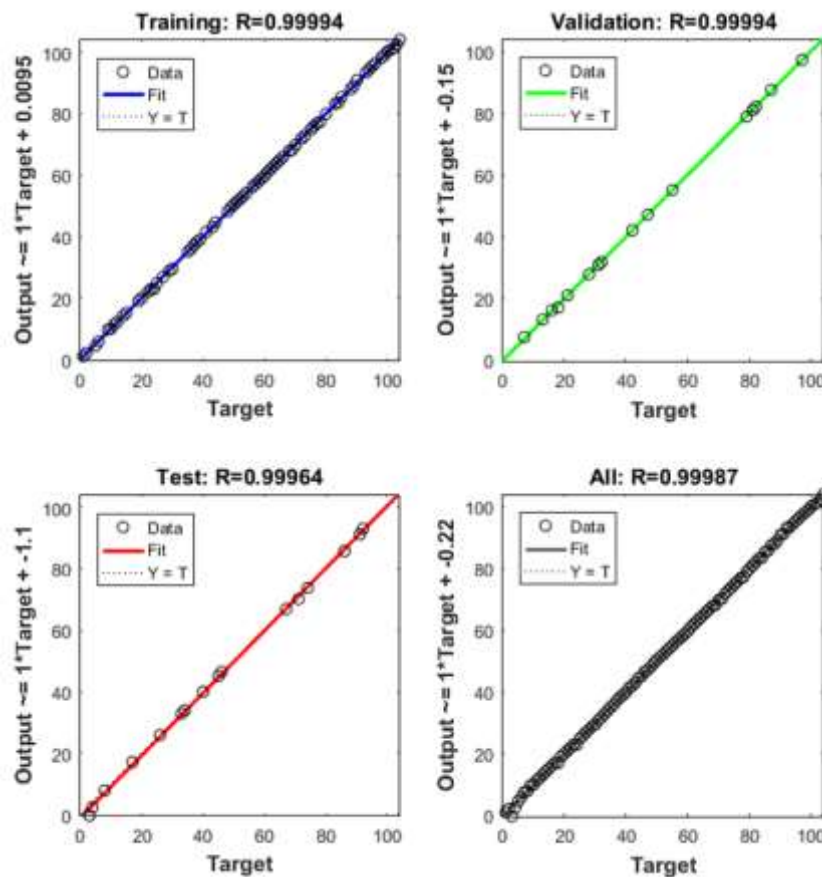 Training: R=0.99994
Output ~= 1*Target + 0.0095
100
80
60
40
20
0
Data
Fit
Y = T
0 20 40 60 80 100
Target
Validation: R=0.99994
Output ~= 1*Target + -0.15
100
80
60
40
20
0
Data
Fit
Y = T
0 20 40 60 80 100
Target
Test: R=0.99964
Output ~= 1*Target + -1.1
100
80
60
40
20
0
Data
Fit
Y = T
0 20 40 60 80 100
Target
All: R=0.99987
Output ~= 1*Target + -0.22
100
80
60
40
20
0
Data
Fit
Y = T
0 20 40 60 80 100
Target